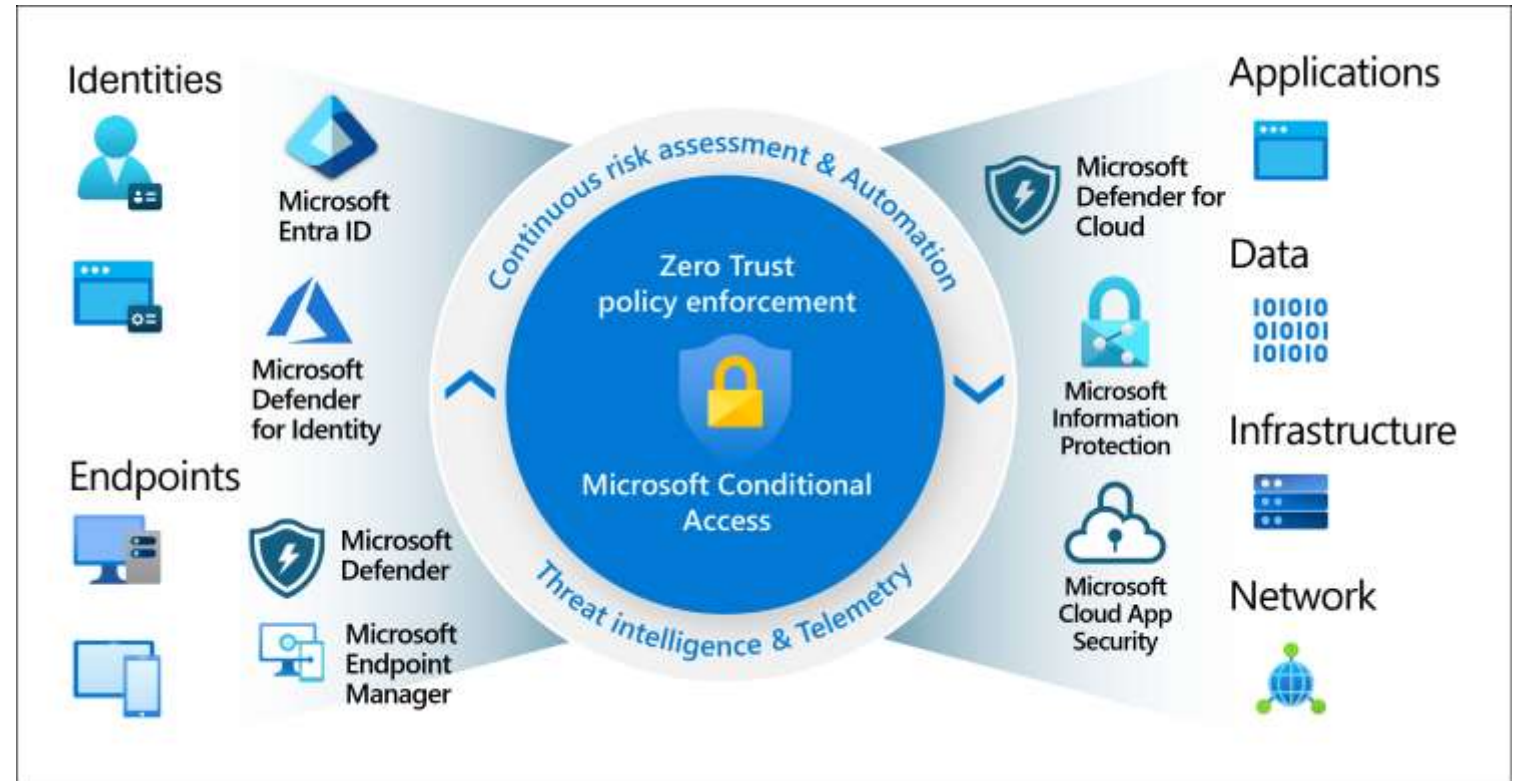 Identities
Microsoft
Entra ID
Microsoft
Defender
for Identity
Endpoints
Microsoft
Defender
Microsoft
Endpoint
Manager
Continuous risk assessment & Automation
Zero Trust
policy enforcement
Microsoft Conditional
Access
Threat intelligence & Telemetry
Microsoft
Defender for
Cloud
Microsoft
Information
Protection
Microsoft
Cloud App
Security
Applications
Data
101010
010101
101010
Infrastructure
Network